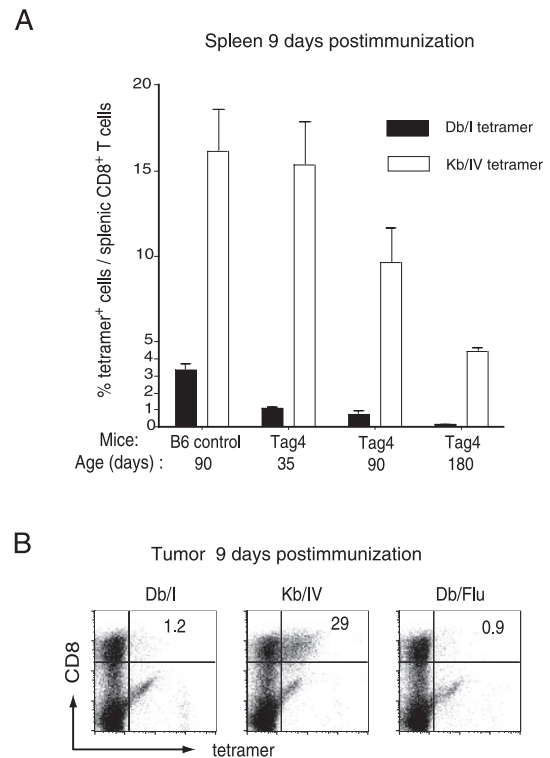 A
Spleen 9 days postimmunization
% tetramer+ cells / splenic CD8+ T cells
20
15
10
5
4
3
2
1
0
Db/I tetramer
Kb/IV tetramer
Mice: B6 control Tag4 Tag4 Tag4
Age (days) : 90 35 90 180
B
Tumor 9 days postimmunization
Db/I Kb/IV Db/Flu
1.2 29 0.9
CD8
tetramer